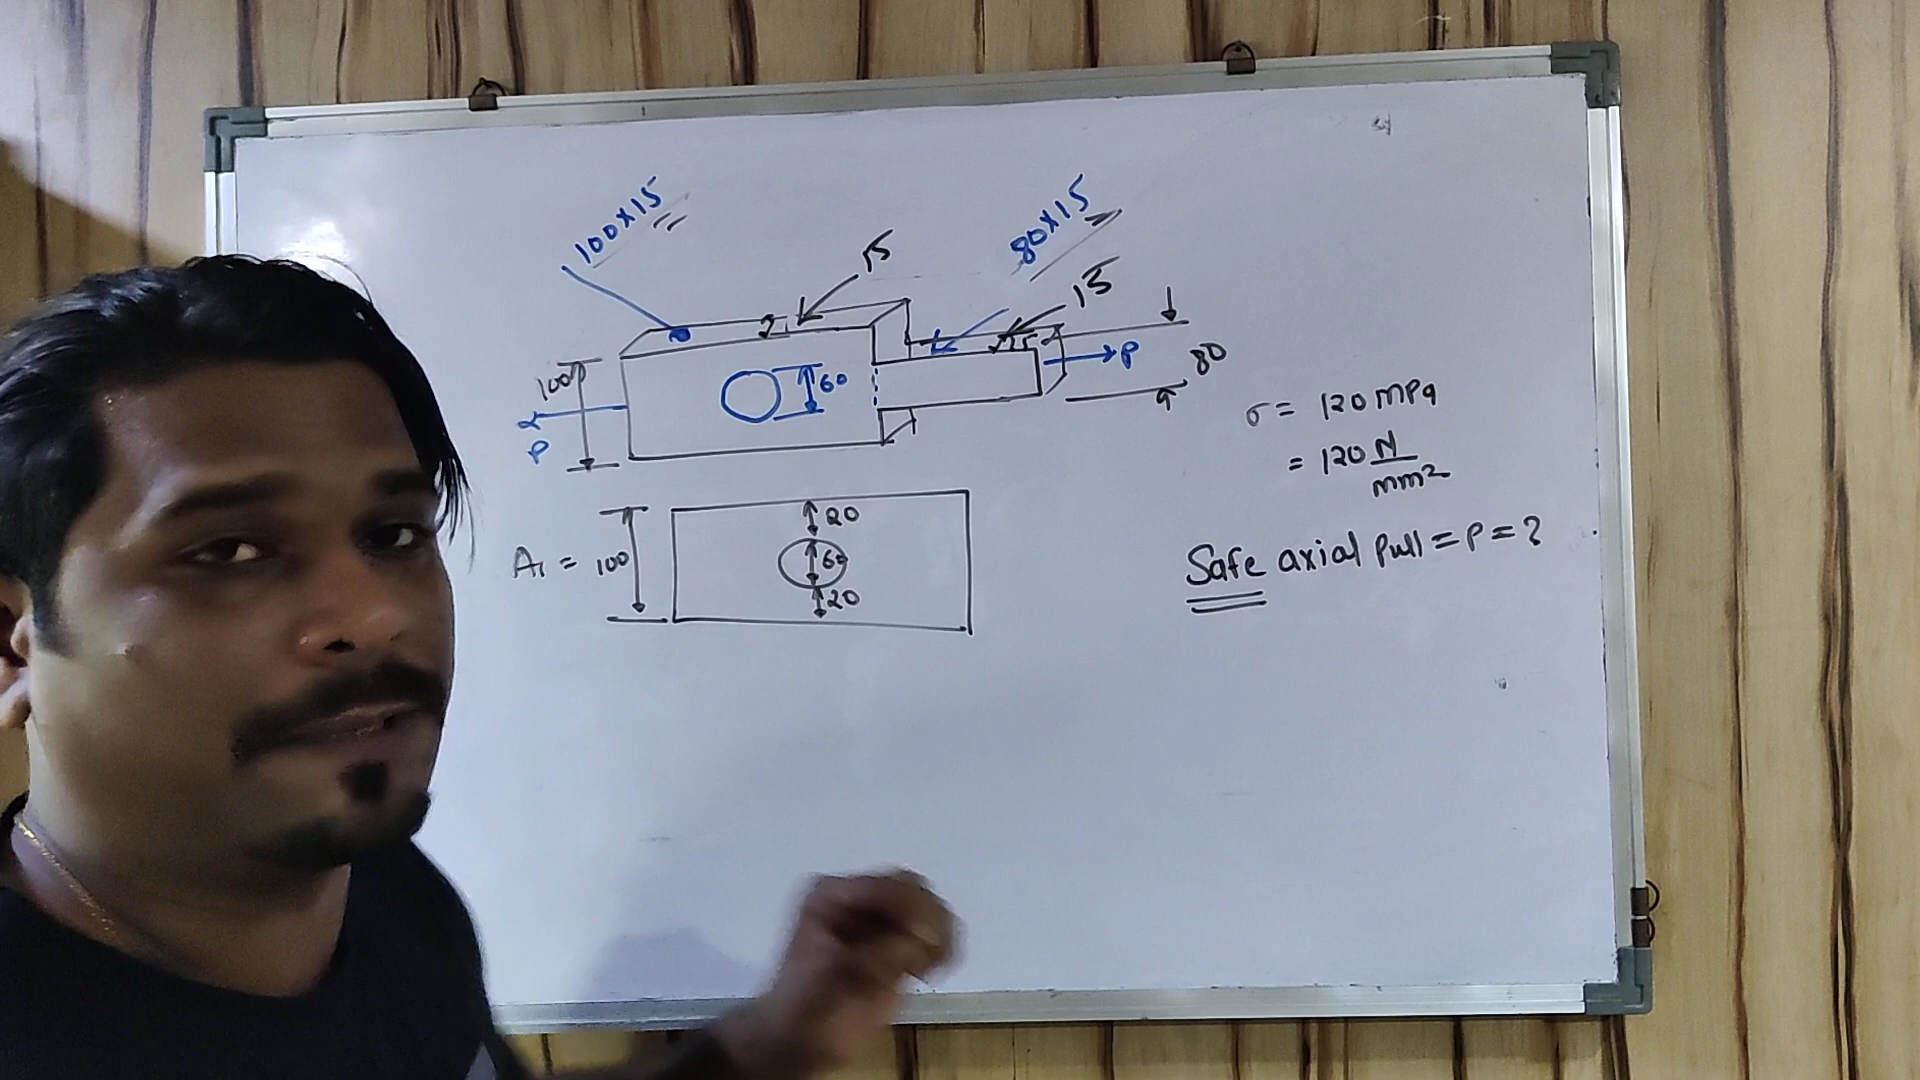 100x15
15
80x15
15
100
60
P
80
P
σ = 120 MPa
= 120 N
mm²
Safe axial Pull = P = ?
20
A₁ = 100
60
20